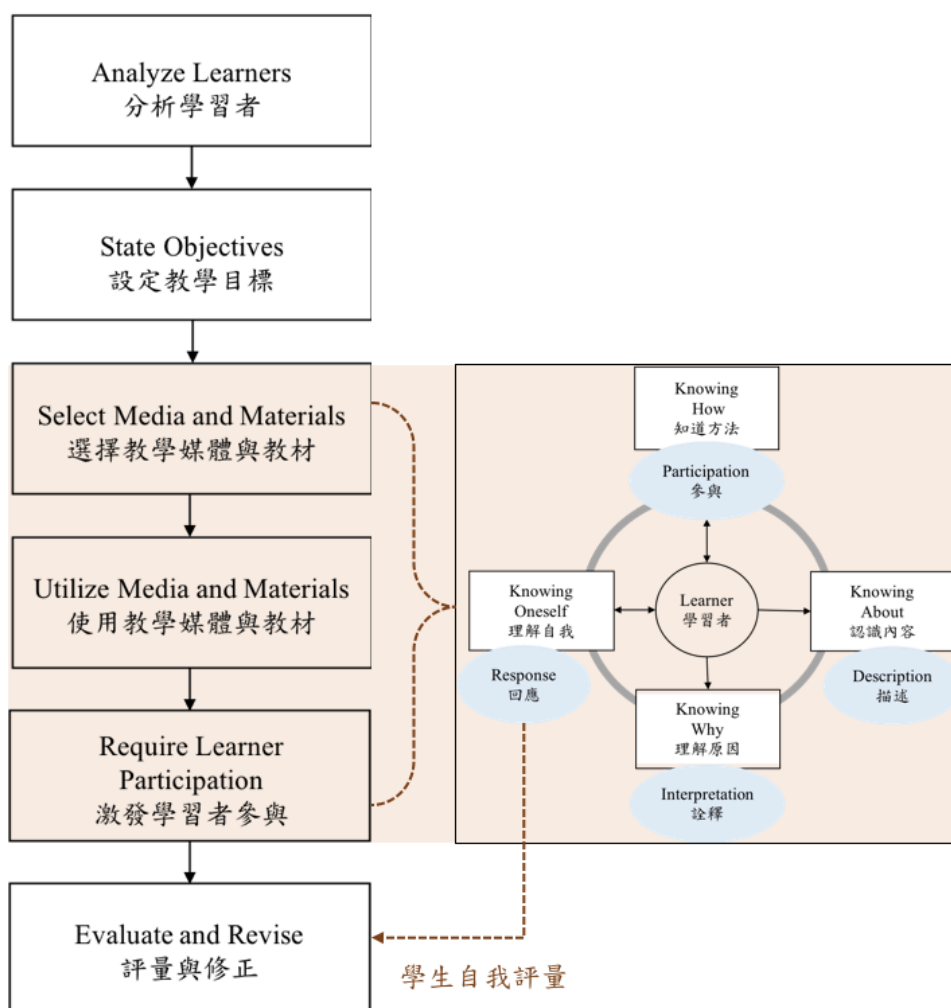 Analyze Learners
分析學習者
State Objectives
設定教學目標
Select Media and Materials
選擇教學媒體與教材
Utilize Media and Materials
使用教學媒體與教材
Require Learner
Participation
激發學習者參與
Evaluate and Revise
評量與修正
Knowing
How
知道方法
Participation
參與
Knowing
Oneself
理解自我
Response
回應
Learner
學習者
Knowing
About
認識內容
Description
描述
Knowing
Why
理解原因
Interpretation
詮釋
學生自我評量